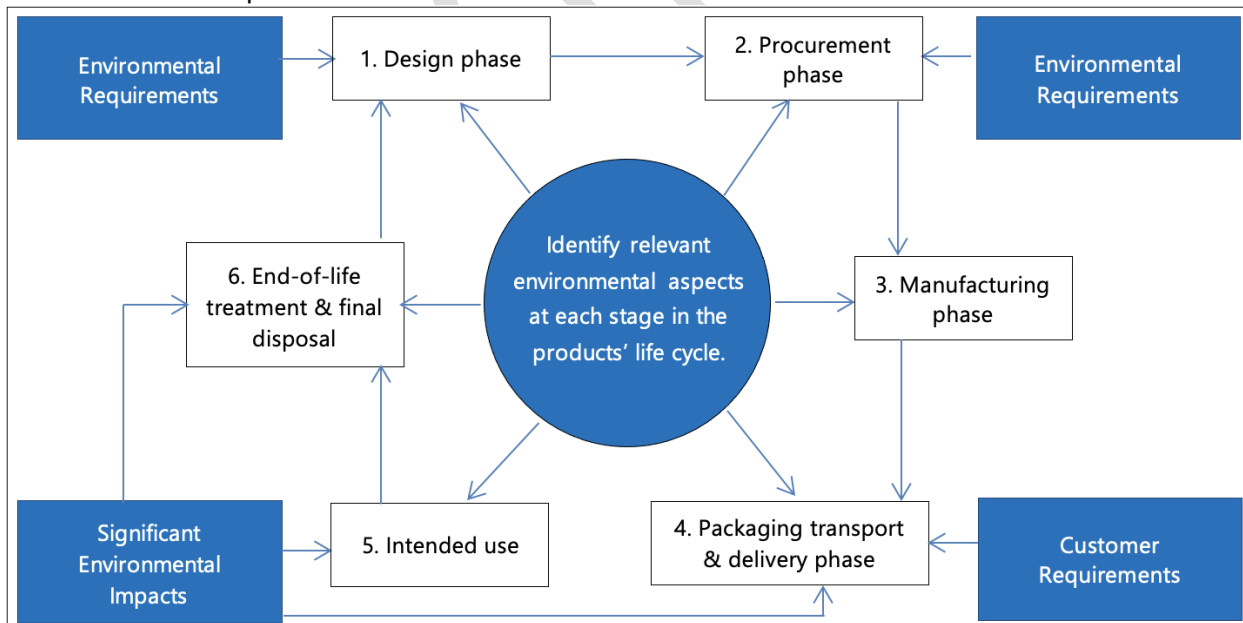 Environmental
Requirements
1. Design phase
2. Procurement
phase
Environmental
Requirements
Identify relevant
environmental aspects
at each stage in the
products’ life cycle.
6. End-of-life
treatment & final
disposal
3. Manufacturing
phase
Significant
Environmental
Impacts
5. Intended use
4. Packaging transport
& delivery phase
Customer
Requirements